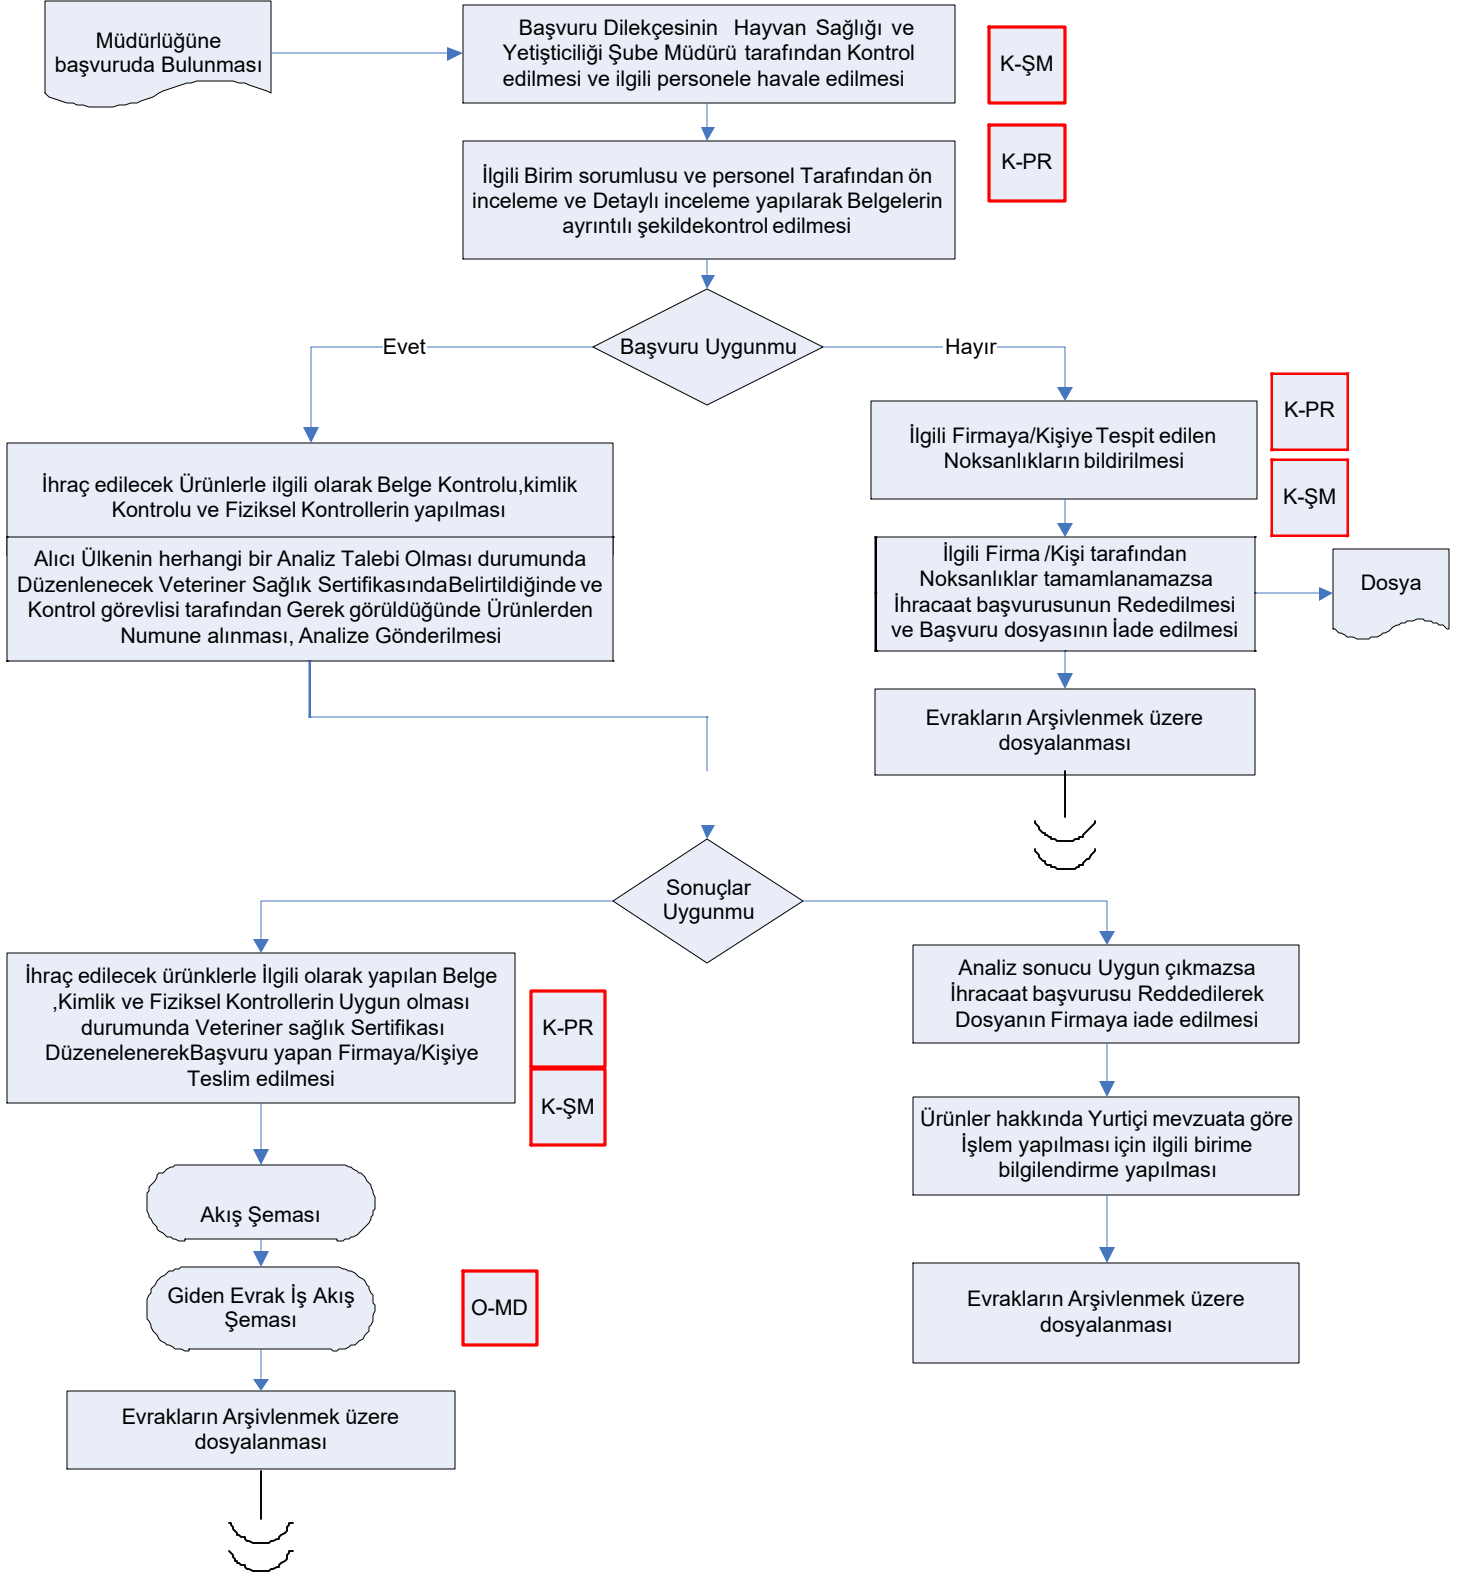 Müdürlüğüne
başvuruda Bulunması
Başvuru Dilekçesinin Hayvan Sağlığı ve
Yetişticiliği Şube Müdürü tarafından Kontrol
edilmesi ve ilgili personele havale edilmesi
K-ŞM
K-PR
İlgili Birim sorumlusu ve personel Tarafından ön
inceleme ve Detaylı inceleme yapılarak Belgelerin
ayrıntılı şekildekontrol edilmesi
Evet
Başvuru Uygunmu
Hayır
K-PR
K-ŞM
İlgili Firmaya/Kişiye Tespit edilen
Noksanlıkların bildirilmesi
İhraç edilecek Ürünlerle ilgili olarak Belge Kontrolu,kimlik
Kontrolu ve Fiziksel Kontrollerin yapılması
Alıcı Ülkenin herhangi bir Analiz Talebi Olması durumunda
Düzenlenecek Veteriner Sağlık SertifikasındaBelirtildiğinde ve
Kontrol görevlisi tarafından Gerek görüldüğünde Ürünlerden
Numune alınması, Analize Gönderilmesi
İlgili Firma /Kişi tarafından
Noksanlıklar tamamlanamazsa
İhracaat başvurusunun Rededilmesi
ve Başvuru dosyasının İade edilmesi
Dosya
Evrakların Arşivlenmek üzere
dosyalanması
Sonuçlar
Uygunmu
İhraç edilecek ürünklerle İlgili olarak yapılan Belge
,Kimlik ve Fiziksel Kontrollerin Uygun olması
durumunda Veteriner sağlık Sertifikası
DüzenelenerekBaşvuru yapan Firmaya/Kişiye
Teslim edilmesi
K-PR
K-ŞM
Analiz sonucu Uygun çıkmazsa
İhracaat başvurusu Reddedilerek
Dosyanın Firmaya iade edilmesi
Ürünler hakkında Yurtiçi mevzuata göre
İşlem yapılması için ilgili birime
bilgilendirme yapılması
Akış Şeması
Giden Evrak İş Akış
Şeması
O-MD
Evrakların Arşivlenmek üzere
dosyalanması
Evrakların Arşivlenmek üzere
dosyalanması